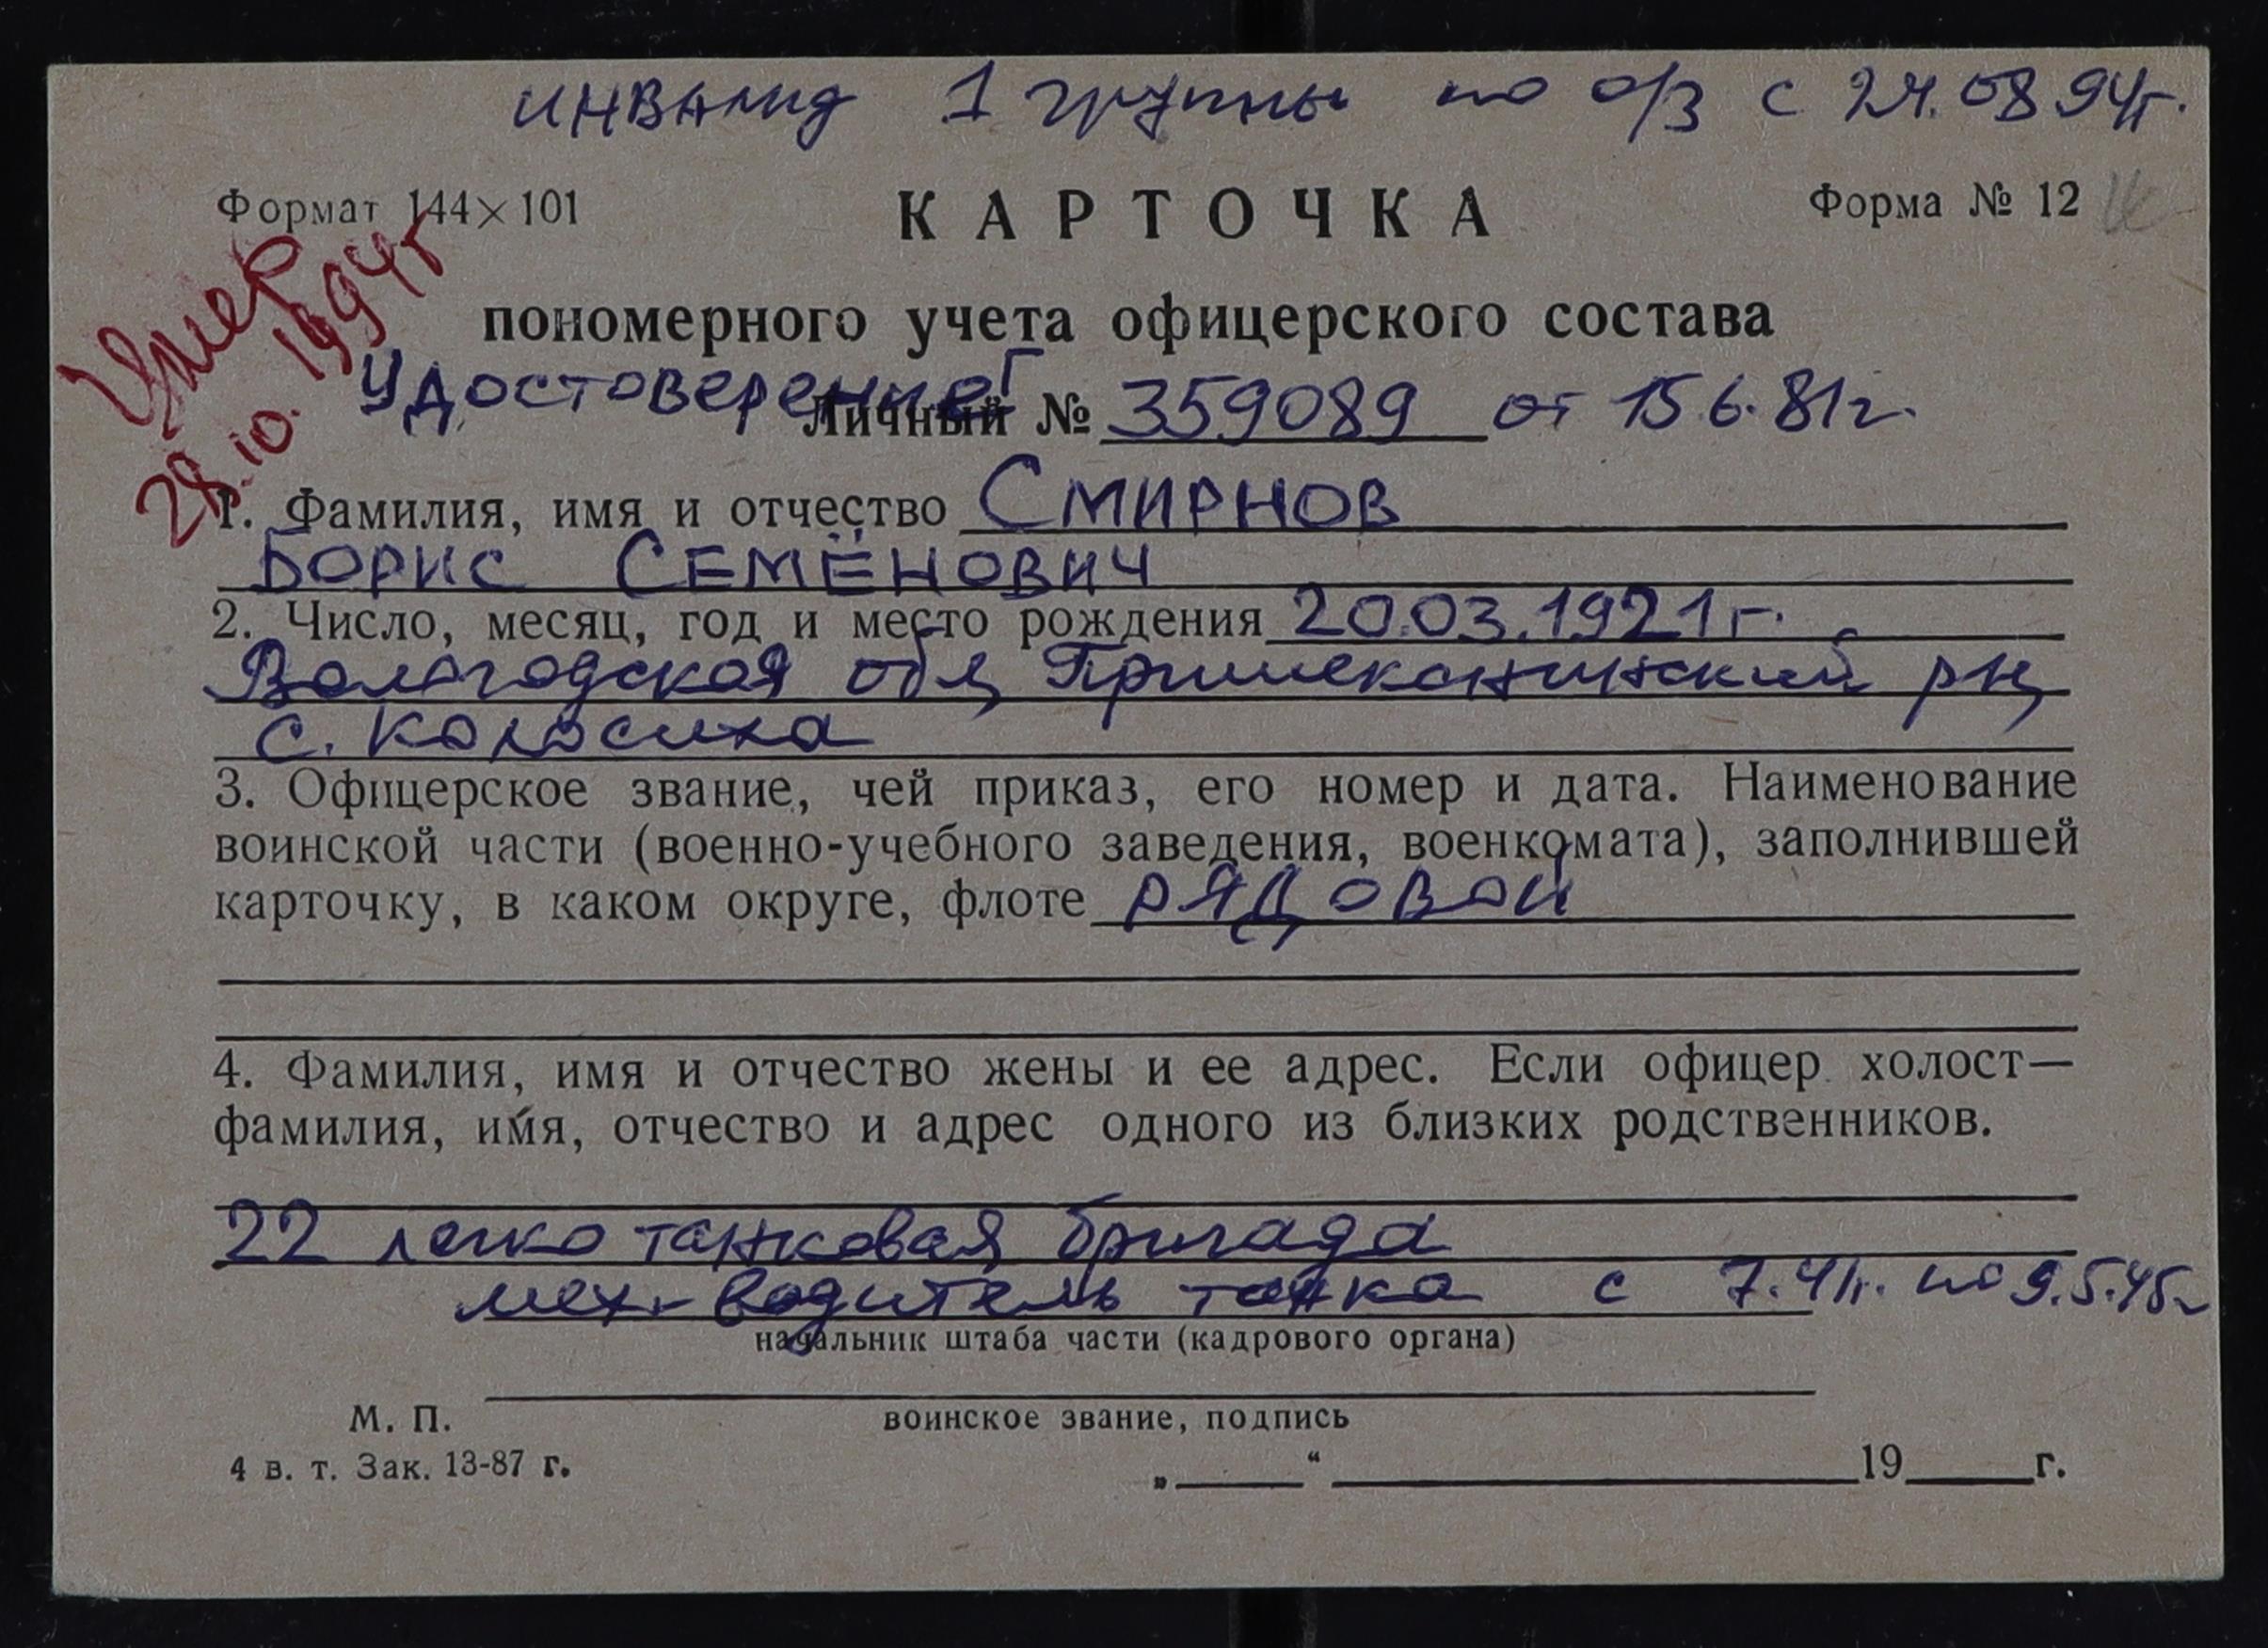 инвалид 1 группы по о/з с 24.08 94г.
Формат 144×101
КАРТОЧКА
Форма № 12
Умер
28.10. 1994г
пономерного учета офицерского состава
Удостоверение Г
Личный № 359089 от 15.6.81г.
1. Фамилия, имя и отчество Смирнов
Борис Семёнович
2. Число, месяц, год и место рождения 20.03.1921г.
Вологодская обл Пришекснинский рн
с. Колосиха
3. Офицерское звание, чей приказ, его номер и дата. Наименование
воинской части (военно-учебного заведения, военкомата), заполнившей
карточку, в каком округе, флоте рядовой
4. Фамилия, имя и отчество жены и ее адрес. Если офицер холост—
фамилия, имя, отчество и адрес одного из близких родственников.
22 легко танковая бригада
мех-водитель танка с 7.41г. по 9.5.45г
начальник штаба части (кадрового органа)
М. П.
воинское звание, подпись
4 в. т. Зак. 13-87 г.
„ “ 19 г.